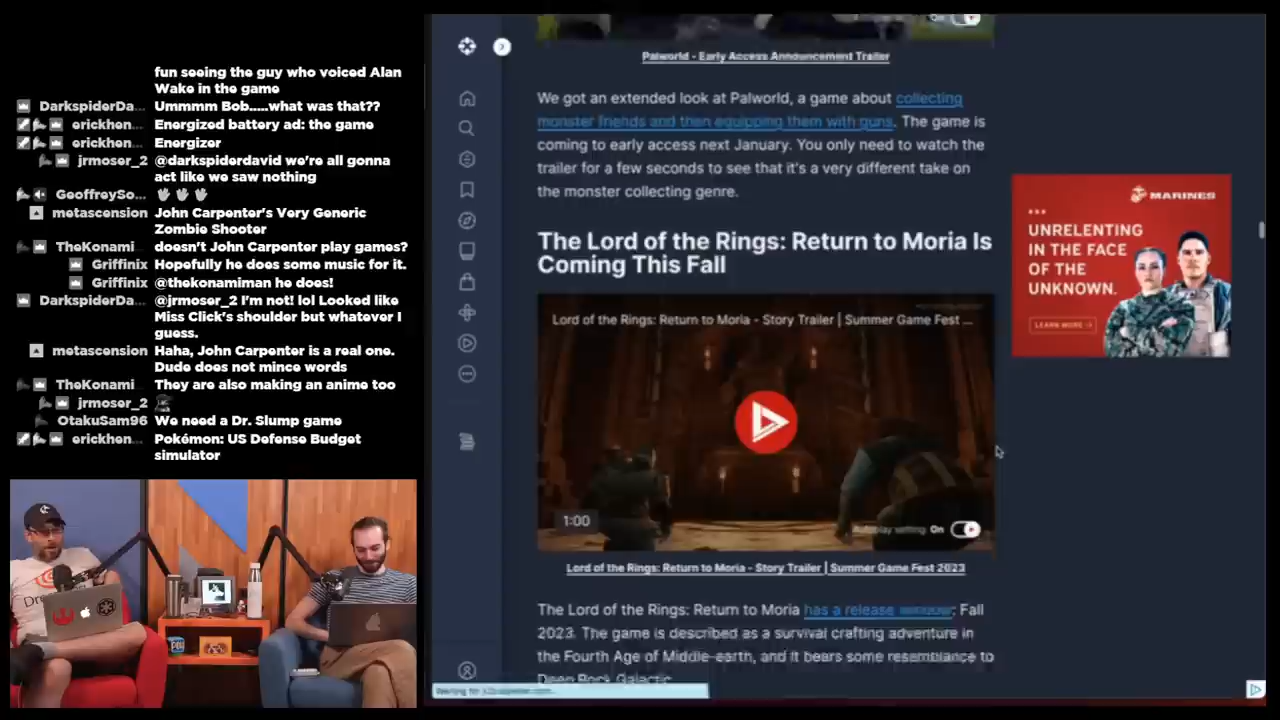 fun seeing the guy who voiced Alan
Wake in the game
DarkspiderDa... Ummmm Bob.....what was that??
erickhen... Energized battery ad: the game
erickhen... Energizer
jrmoser_2 @darkspiderdavid we're all gonna
act like we saw nothing
GeoffreySo...
metascension John Carpenter's Very Generic
Zombie Shooter
TheKonami doesn't John Carpenter play games?
Griffinix Hopefully he does some music for it.
Griffinix @thekonamiman he does!
DarkspiderDa... @jrmoser_2 I'm not! lol Looked like
Miss Click's shoulder but whatever I
guess.
metascension Haha, John Carpenter is a real one.
Dude does not mince words
TheKonami They are also making an anime too
jrmoser_2
OtakuSam96 We need a Dr. Slump game
erickhen... Pokémon: US Defense Budget
simulator
Palworld - Early Access Announcement Trailer
We got an extended look at Palworld, a game about collecting
monster friends and then equipping them with guns. The game is
coming to early access next January. You only need to watch the
trailer for a few seconds to see that it's a very different take on
the monster collecting genre.
The Lord of the Rings: Return to Moria Is
Coming This Fall
Lord of the Rings: Return to Moria - Story Trailer | Summer Game Fest ...
1:00
Autoplay setting On
Lord of the Rings: Return to Moria - Story Trailer | Summer Game Fest 2023
The Lord of the Rings: Return to Moria has a release window: Fall
2023. The game is described as a survival crafting adventure in
the Fourth Age of Middle-earth, and it bears some resemblance to
Deep Rock Galactic.
MARINES
UNRELENTING
IN THE FACE
OF THE
UNKNOWN.
LEARN MORE